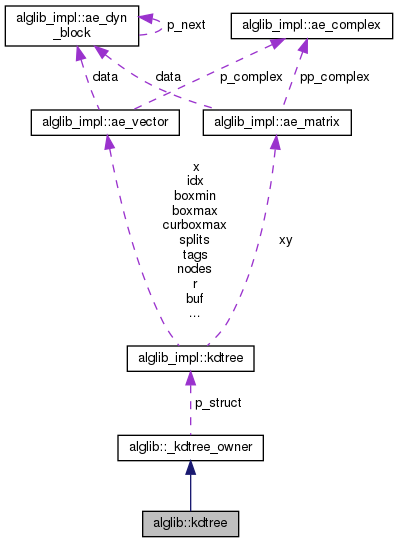 alglib_impl::ae_dyn
_block
p_next
alglib_impl::ae_complex
data
data
p_complex
pp_complex
alglib_impl::ae_vector
alglib_impl::ae_matrix
x
idx
boxmin
boxmax
curboxmax
splits
tags
nodes
r
buf
...
xy
alglib_impl::kdtree
p_struct
alglib::_kdtree_owner
alglib::kdtree